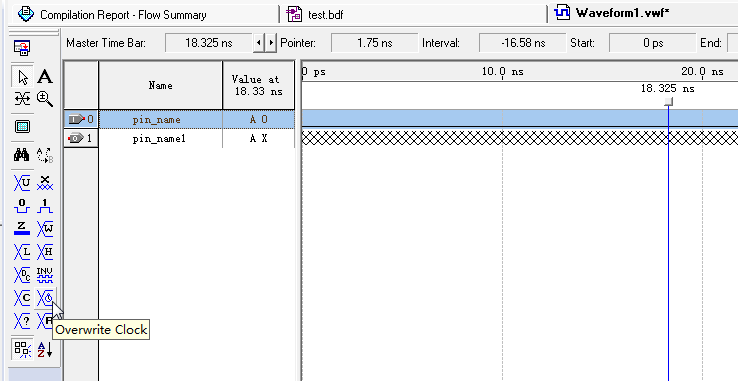 Compilation Report - Flow Summary
test.bdf
Waveform1.vwf*
Master Time Bar: 18.325 ns Pointer: 1.75 ns Interval: -16.58 ns Start: 0 ps End:
Name
Value at
18.33 ns
0 ps 10.0 ns 20.0 ns
18.325 ns
0 pin_name A 0
1 pin_name1 A X
Overwrite Clock